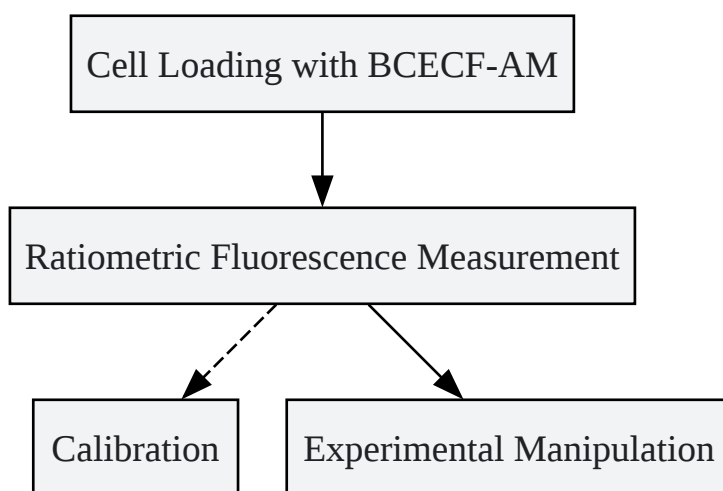 Cell Loading with BCECF-AM
Ratiometric Fluorescence Measurement
Calibration
Experimental Manipulation